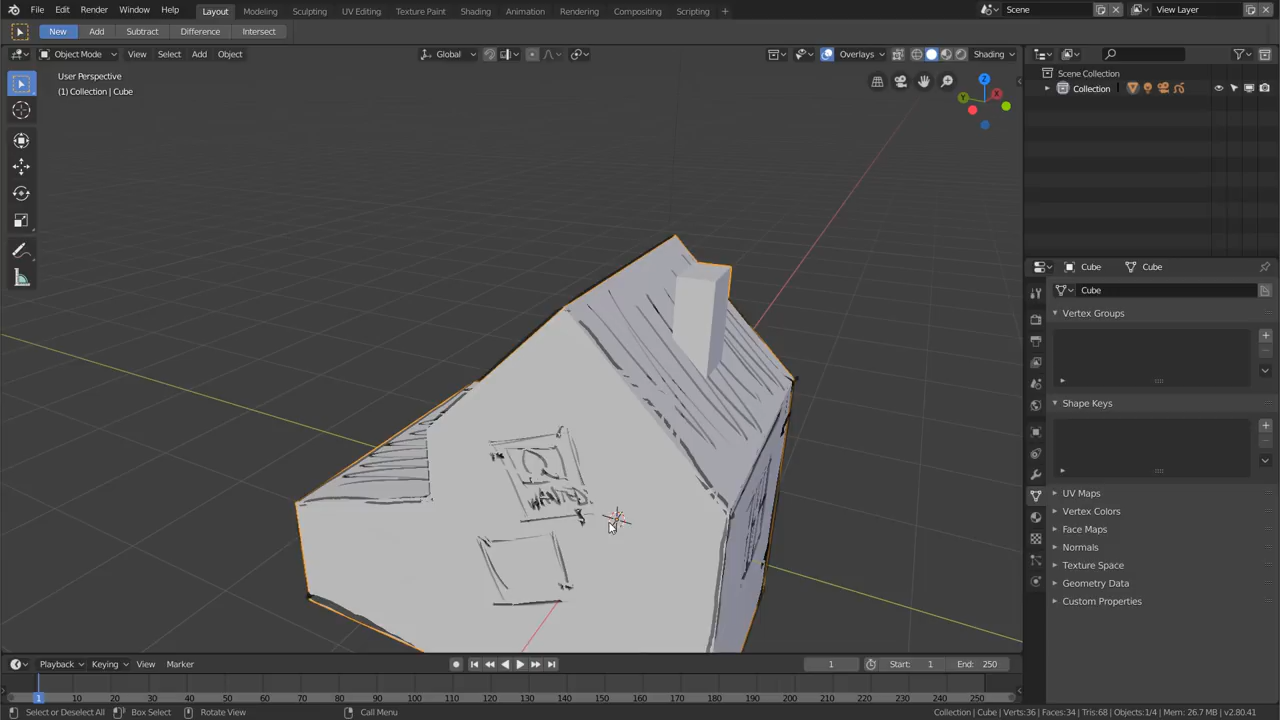 File Edit Render Window Help Layout Modeling Sculpting UV Editing Texture Paint Shading Animation Rendering Compositing Scripting + Scene View Layer
New Add Subtract Difference Intersect
Object Mode View Select Add Object Global Overlays Shading
User Perspective
(1) Collection | Cube
Z
Y
X
Scene Collection
Collection
Cube Cube
Cube
Vertex Groups
Shape Keys
UV Maps
Vertex Colors
Face Maps
Normals
Texture Space
Geometry Data
Custom Properties
WANTED
Playback Keying View Marker 1 Start: 1 End: 250
1 10 20 30 40 50 60 70 80 90 100 110 120 130 140 150 160 170 180 190 200 210 220 230 240 250
Select or Deselect All Box Select Rotate View Call Menu Collection | Cube | Verts:36 | Faces:34 | Tris:68 | Objects:1/4 | Mem: 26.7 MB | v2.80.41